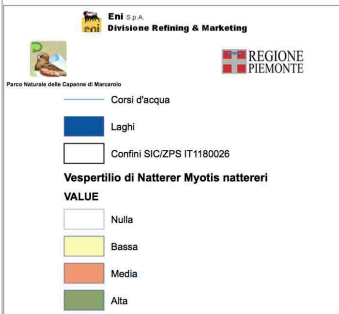 Eni S.p.A.
eni Divisione Refining & Marketing
REGIONE
PIEMONTE
Parco Naturale delle Capanne di Marcarolo
Corsi d'acqua
Laghi
Confini SIC/ZPS IT1180026
Vespertilio di Natterer Myotis nattereri
VALUE
Nulla
Bassa
Media
Alta